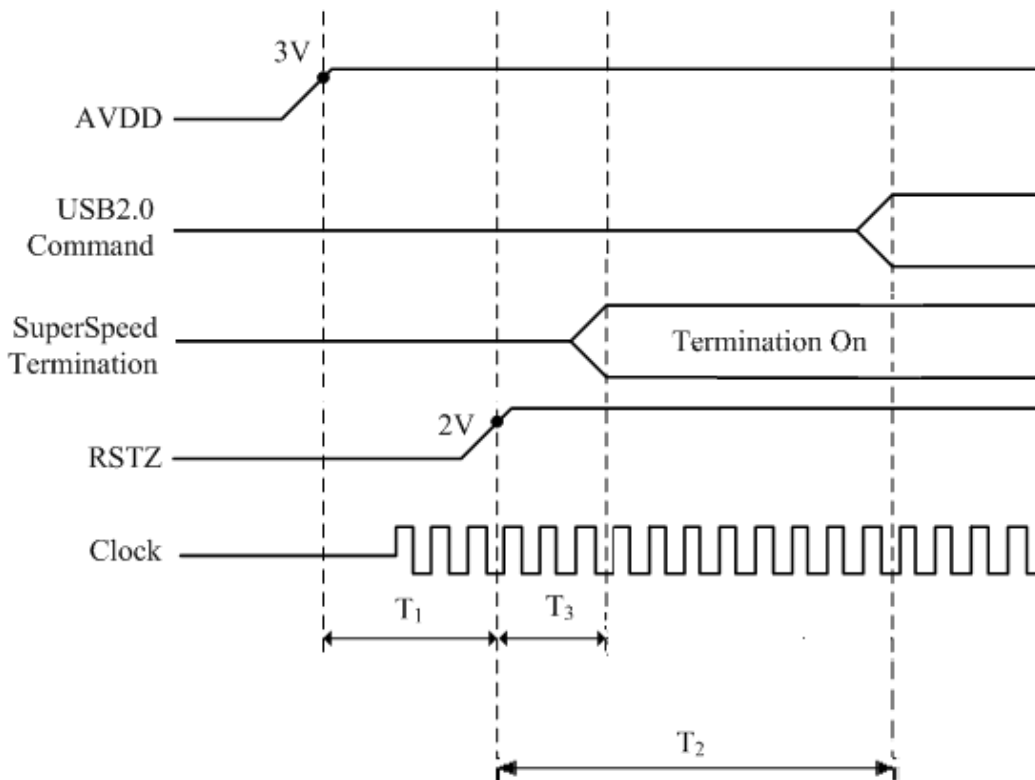 3V
AVDD
USB2.0
Command
SuperSpeed
Termination
Termination On
2V
RSTZ
Clock
T₁
T₃
T₂